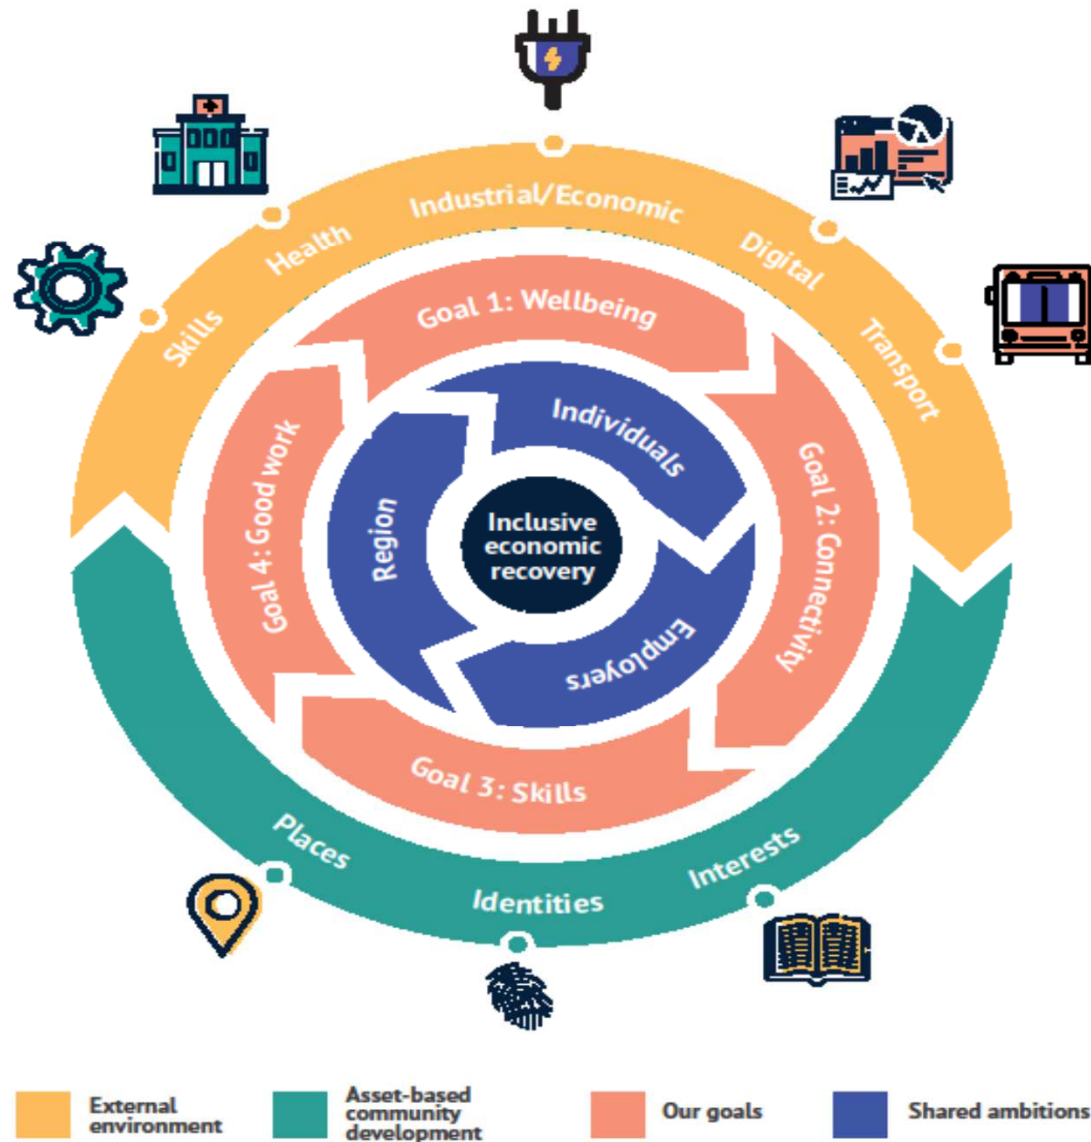 Industrial/Economic
Health
Digital
Skills
Transport
Goal 1: Wellbeing
Goal 2: Connectivity
Goal 3: Skills
Goal 4: Good work
Individuals
Employers
Region
Inclusive
economic
recovery
Places
Identities
Interests
External
environment
Asset-based
community
development
Our goals
Shared ambitions